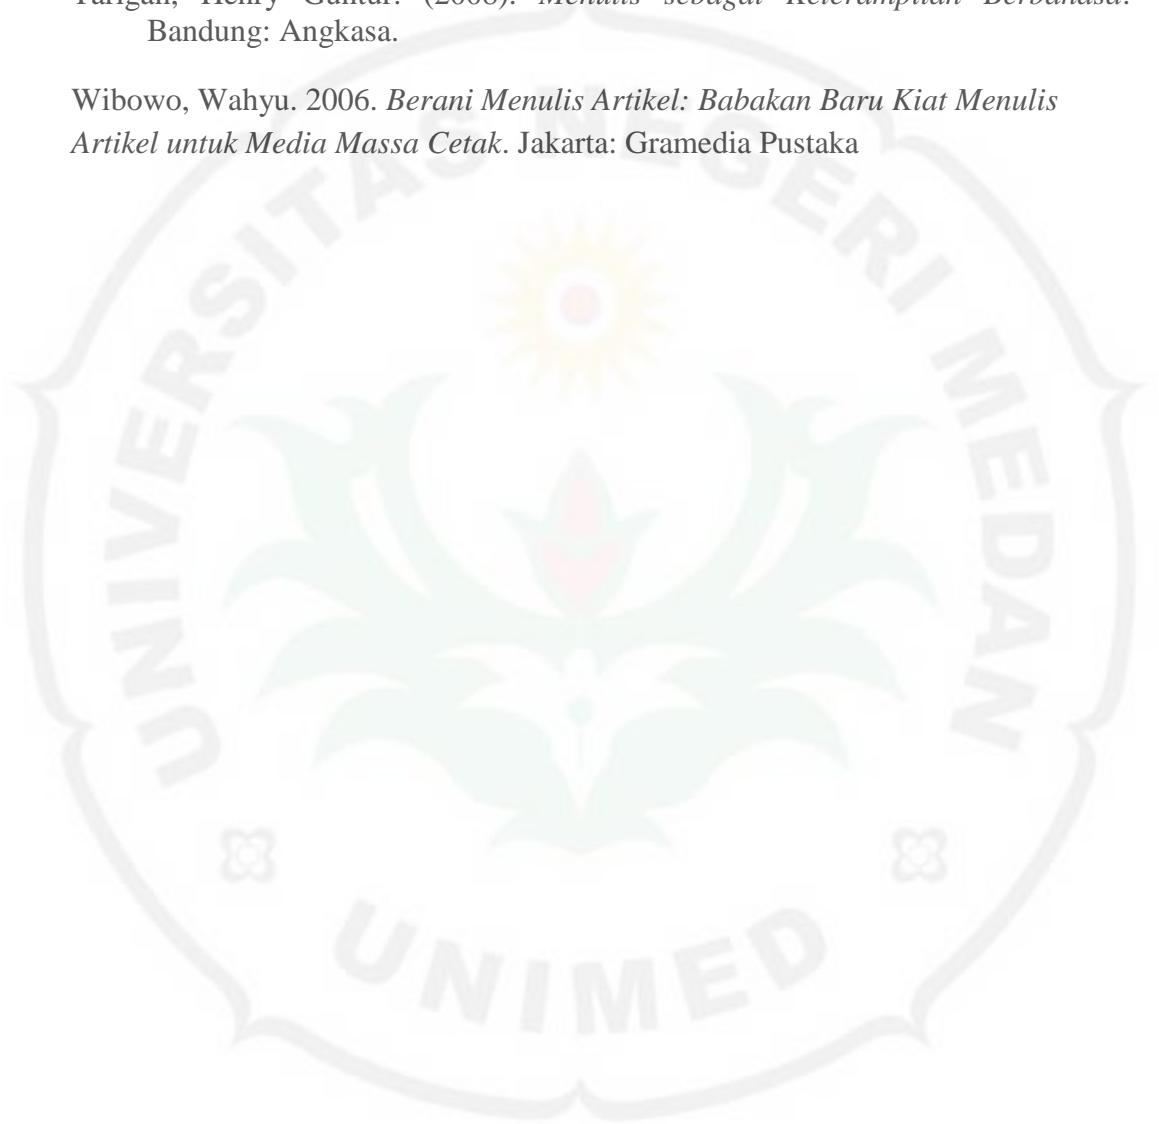 Tarigan, Henry Guntur. (2008). Menulis sebagai Keterampilan Berbahasa.
Bandung: Angkasa.
Wibowo, Wahyu. 2006. Berani Menulis Artikel: Babakan Baru Kiat Menulis
Artikel untuk Media Massa Cetak. Jakarta: Gramedia Pustaka
UNIVERSITAS NEGERI MEDAN
UNIMED